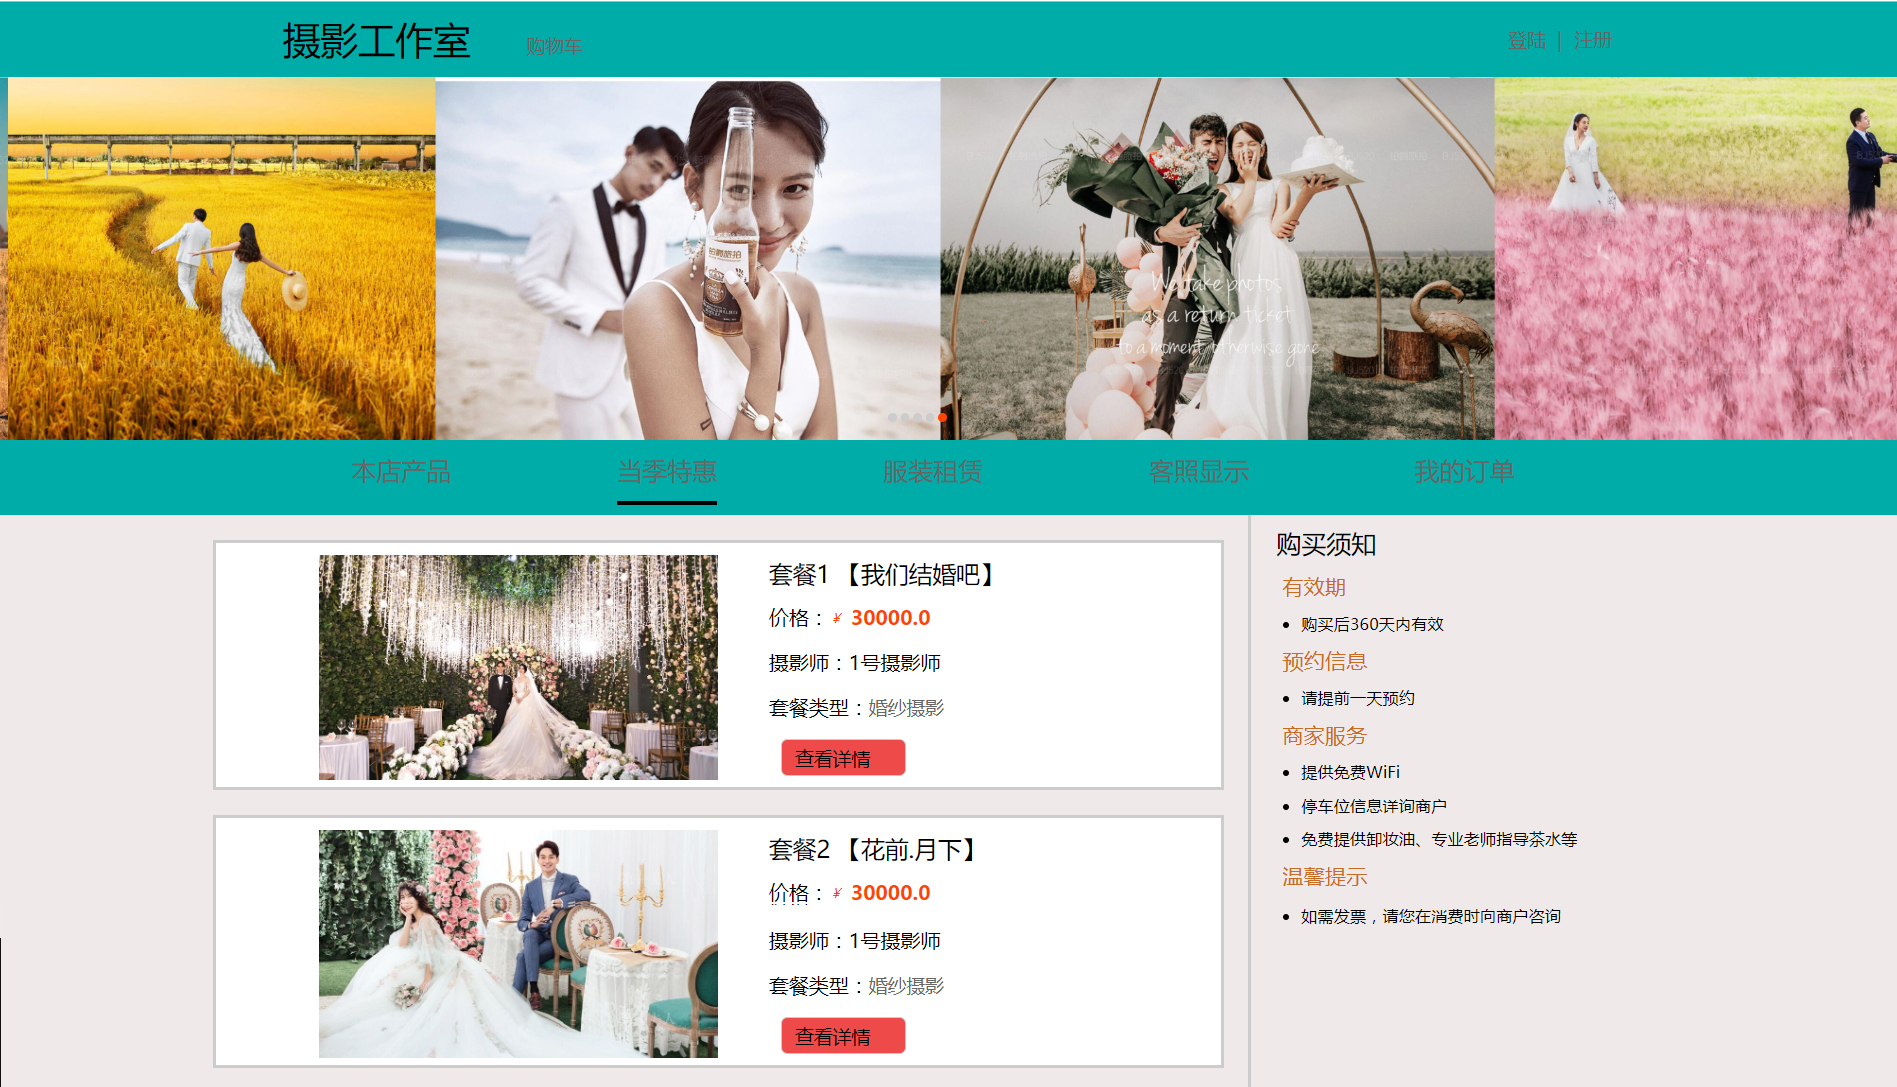 摄影工作室
购物车
登陆 | 注册
We take photos
as a return ticket
to a moment otherwise gone
本店产品
当季特惠
服装租赁
客照显示
我的订单
套餐1 【我们结婚吧】
价格：¥ 30000.0
摄影师：1号摄影师
套餐类型：婚纱摄影
查看详情
套餐2 【花前.月下】
价格：¥ 30000.0
摄影师：1号摄影师
套餐类型：婚纱摄影
查看详情
购买须知
有效期
购买后360天内有效
预约信息
请提前一天预约
商家服务
提供免费WiFi
停车位信息详询商户
免费提供卸妆油、专业老师指导茶水等
温馨提示
如需发票，请您在消费时向商户咨询